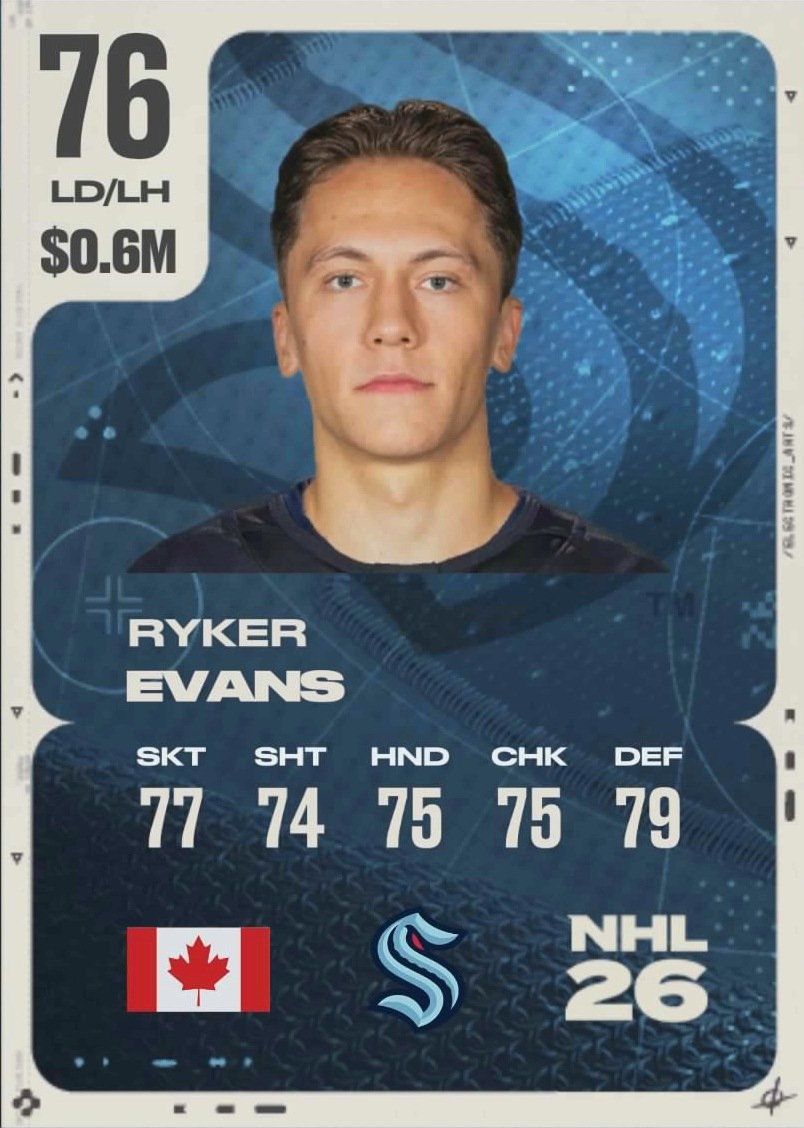 76
LD/LH
$0.6M
TM
RYKER
EVANS
SKT SHT HND CHK DEF
77 74 75 75 79
NHL
26